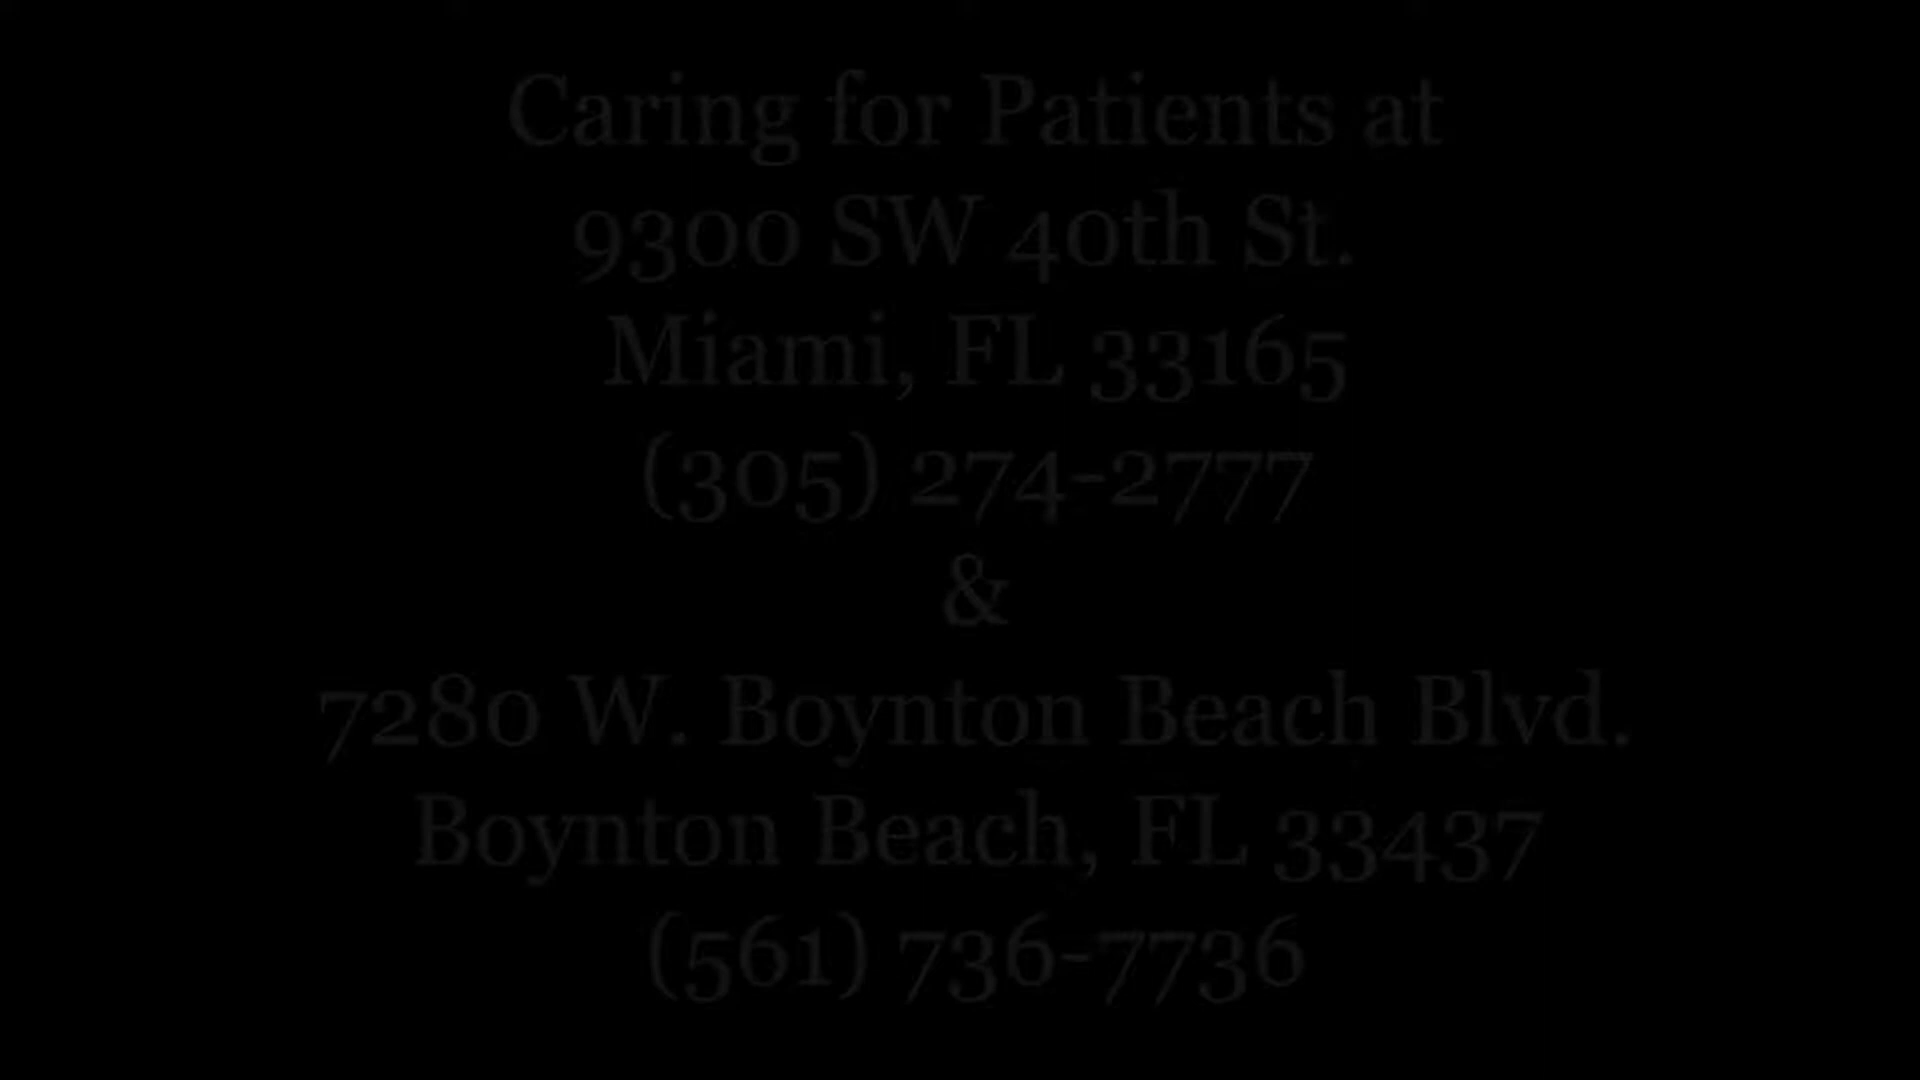 Caring for Patients at
9300 SW 40th St.
Miami, FL 33165
(305) 274-2777
&
7280 W. Boynton Beach Blvd.
Boynton Beach, FL 33437
(561) 736-7736